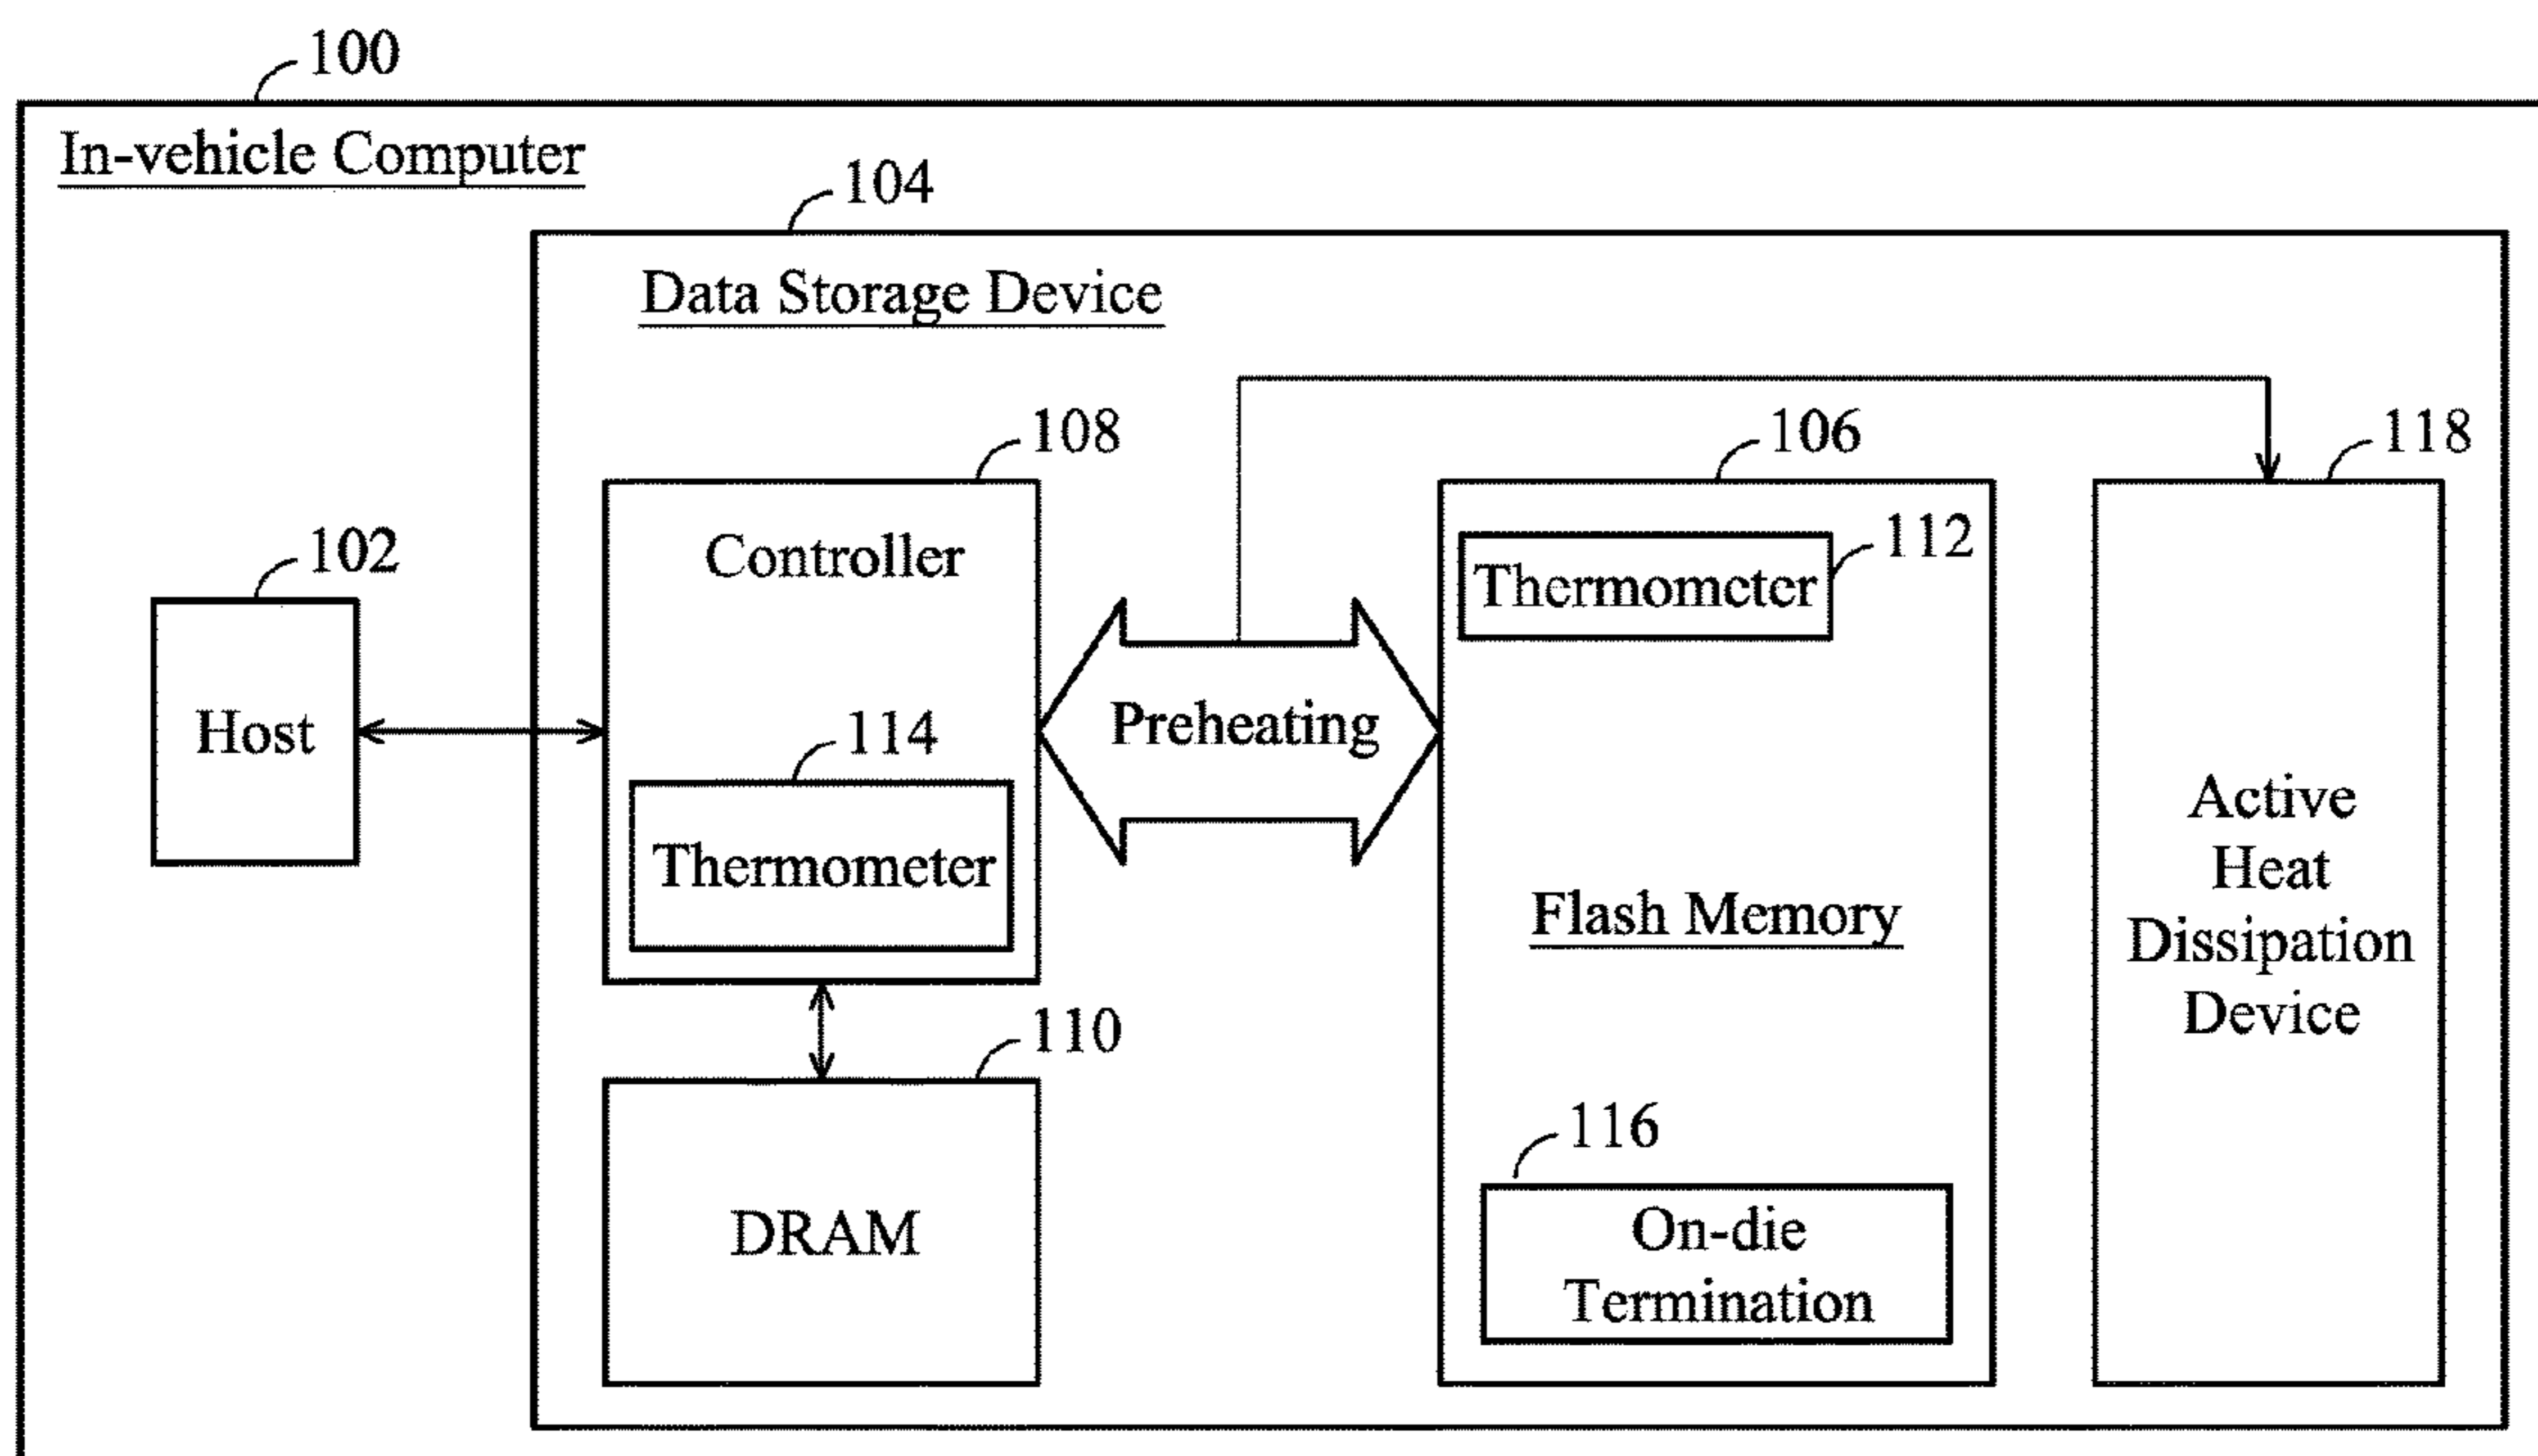 100
In-vehicle Computer
104
Data Storage Device
108
106
118
102
Controller
112
Thermometer
Host
114
Preheating
Thermometer
Active
Heat
Dissipation
Device
Flash Memory
110
DRAM
116
On-die
Termination